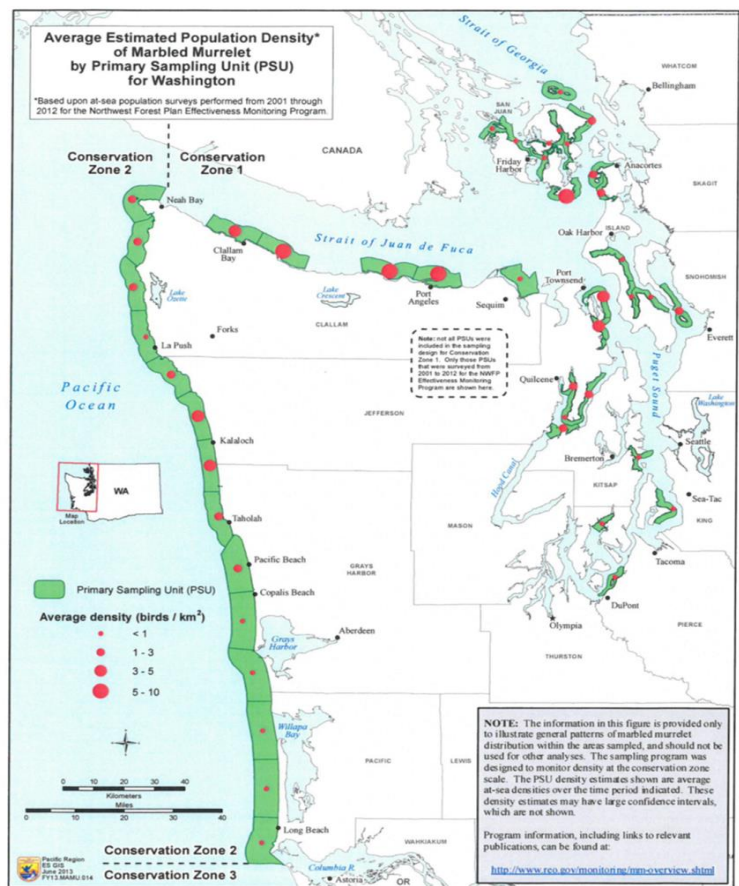 Average Estimated Population Density*
of Marbled Murrelet
by Primary Sampling Unit (PSU)
for Washington
*Based upon at-sea population surveys performed from 2001 through
2012 for the Northwest Forest Plan Effectiveness Monitoring Program.
Strait of Georgia
WHATCOM
Bellingham
SAN
JUAN
CANADA
Friday
Harbor
Anacortes
SKAGIT
Conservation
Zone 2
Conservation
Zone 1
Neah Bay
Strait of Juan de Fuca
Oak Harbor
ISLAND
Clallam
Bay
SNOHOMISH
Lake
Ozette
Lake
Crescent
Port
Angeles
Sequim
Port
Townsend
Forks
CLALLAM
Everett
La Push
Note: not all PSUs were
included in the sampling
design for Conservation
Zone 1. Only those PSUs
that were surveyed from
2001 to 2012 for the NWFP
Effectiveness Monitoring
Program are shown here.
Quilcene
Puget Sound
Lake
Washington
Pacific
Ocean
JEFFERSON
Kalaloch
Seattle
Bremerton
Hood Canal
KITSAP
Sea-Tac
KING
WA
Map
Location
MASON
Taholah
Tacoma
Pacific Beach
GRAYS
HARBOR
Primary Sampling Unit (PSU)
Copalis Beach
DuPont
PIERCE
Average density (birds / km²)
< 1
1 - 3
3 - 5
5 - 10
Grays
Harbor
Aberdeen
Olympia
THURSTON
Willapa
Bay
PACIFIC
LEWIS
0 10 20 30 40
Kilometers
0 10 20 30 40
Miles
NOTE: The information in this figure is provided only
to illustrate general patterns of marbled murrelet
distribution within the areas sampled, and should not be
used for other analyses. The sampling program was
designed to monitor density at the conservation zone
scale. The PSU density estimates shown are average
at-sea densities over the time period indicated. These
density estimates may have large confidence intervals,
which are not shown.
Program information, including links to relevant
publications, can be found at:
http://www.reo.gov/monitoring/mm-overview.shtml
Long Beach
WAHKIAKUM
Conservation Zone 2
Conservation Zone 3
Columbia R.
Astoria
OR
Pacific Region
ES GIS
June 2013
FY13.MAMU.014